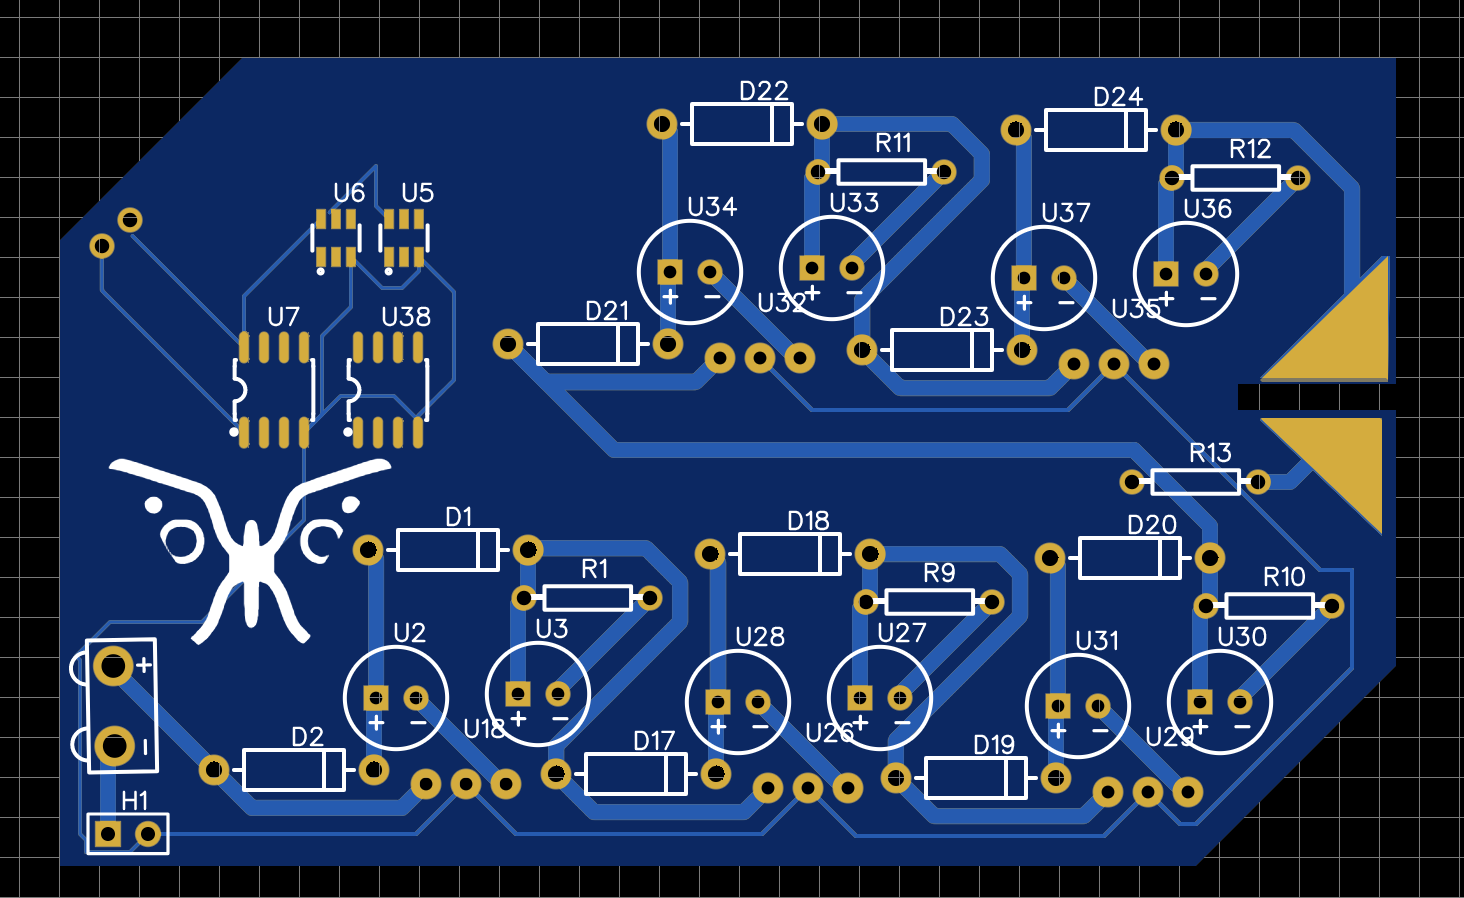 D22
D24
R11
R12
U6 U5
U34
U33
U37
U36
+ −
+ −
+ −
+ −
U32
U35
D21
D23
U7
U38
R13
D1
D18
D20
R1
R9
R10
U2
U3
U28
U27
U31
U30
+
−
+ −
+ −
+ −
+ −
+ −
+ −
U18
U26
U29
D2
D17
D19
H1